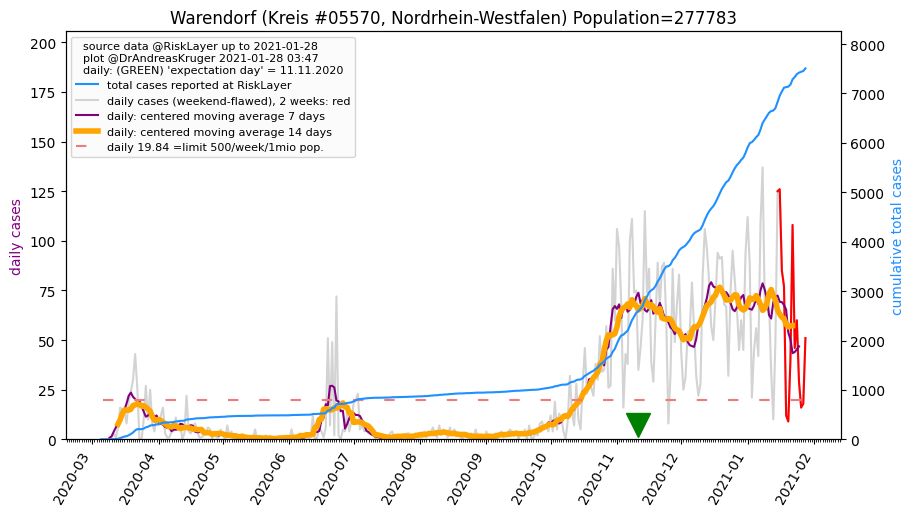 Warendorf (Kreis #05570, Nordrhein-Westfalen) Population=277783
source data @RiskLayer up to 2021-01-28
plot @DrAndreasKruger 2021-01-28 03:47
daily: (GREEN) 'expectation day' = 11.11.2020
total cases reported at RiskLayer
daily cases (weekend-flawed), 2 weeks: red
daily: centered moving average 7 days
daily: centered moving average 14 days
daily 19.84 =limit 500/week/1mio pop.
daily cases
200
175
150
125
100
75
50
25
0
cumulative total cases
8000
7000
6000
5000
4000
3000
2000
1000
0
2020-03
2020-04
2020-05
2020-06
2020-07
2020-08
2020-09
2020-10
2020-11
2020-12
2021-01
2021-02